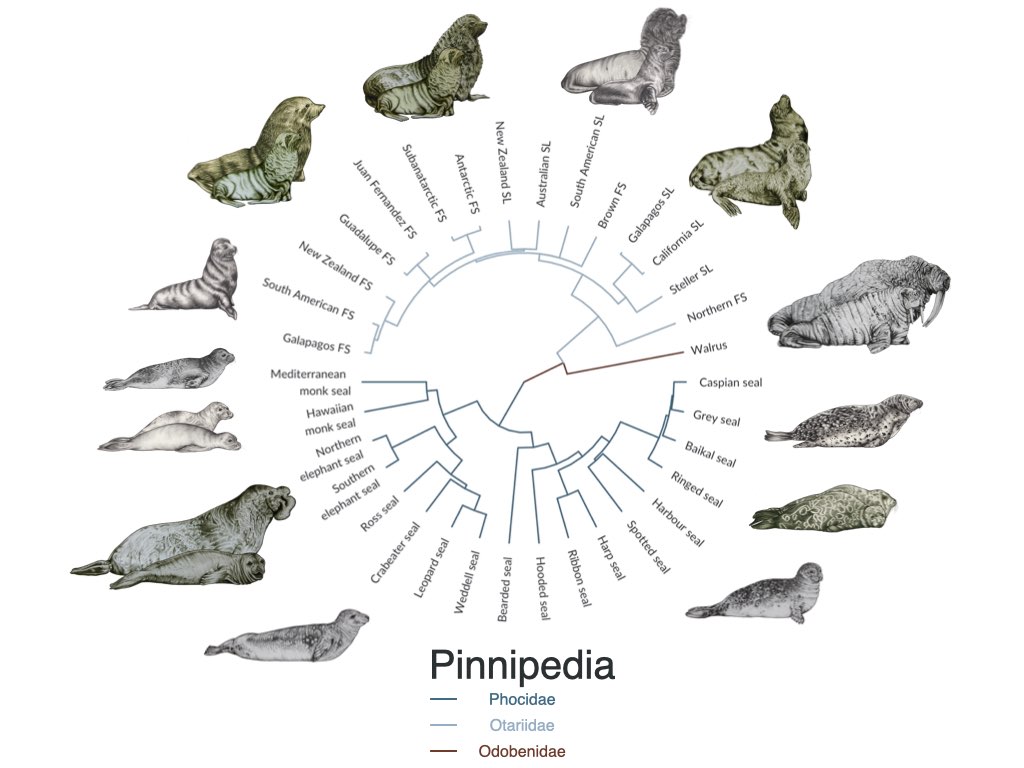 New Zealand SL
Australian SL
South American SL
Brown FS
Galapagos SL
California SL
Steller SL
Northern FS
Walrus
Caspian seal
Grey seal
Baikal seal
Ringed seal
Harbour seal
Spotted seal
Harp seal
Ribbon seal
Hooded seal
Bearded seal
Weddell seal
Leopard seal
Crabeater seal
Ross seal
Southern
elephant seal
Northern
elephant seal
Hawaiian
monk seal
Mediterranean
monk seal
Galapagos FS
South American FS
New Zealand FS
Guadalupe FS
Juan Fernandez FS
Subanatarctic FS
Antarctic FS
Pinnipedia
Phocidae
Otariidae
Odobenidae